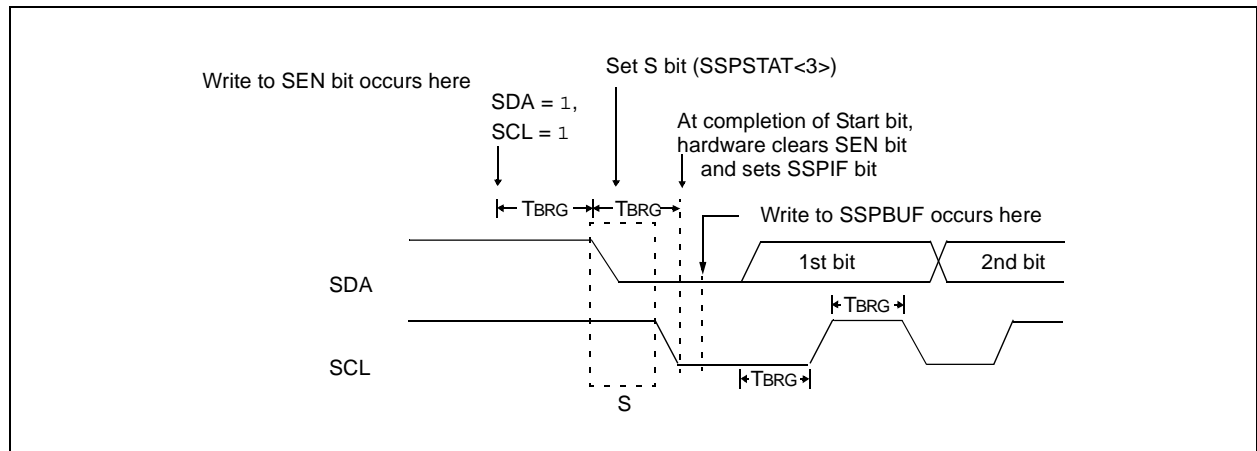 Set S bit (SSPSTAT<3>)
Write to SEN bit occurs here
SDA = 1,
SCL = 1
At completion of Start bit,
hardware clears SEN bit
and sets SSPIF bit
TBRG TBRG
Write to SSPBUF occurs here
1st bit 2nd bit
SDA
TBRG
SCL
TBRG
S